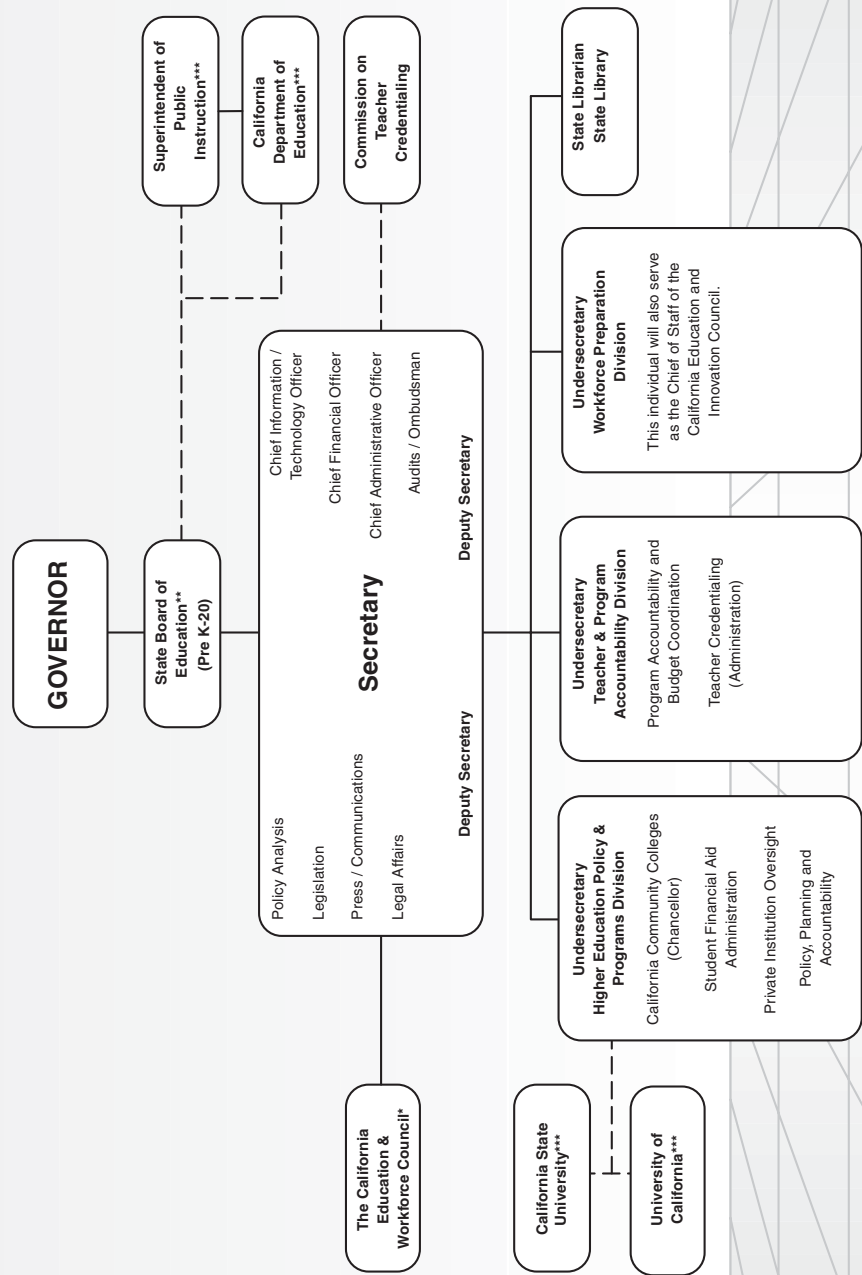 GOVERNOR
State Board of
Education**
(Pre K-20)
Superintendent of
Public
Instruction***
California
Department of
Education***
Commission on
Teacher
Credentialing
Policy Analysis
Legislation
Press / Communications
Legal Affairs
Secretary
Chief Information /
Technology Officer
Chief Financial Officer
Chief Administrative Officer
Audits / Ombudsman
Deputy Secretary
Deputy Secretary
The California
Education &
Workforce Council*
California State
University***
University of
California***
Undersecretary
Higher Education Policy &
Programs Division
California Community Colleges
(Chancellor)
Student Financial Aid
Administration
Private Institution Oversight
Policy, Planning and
Accountability
Undersecretary
Teacher & Program
Accountability Division
Program Accountability and
Budget Coordination
Teacher Credentialing
(Administration)
Undersecretary
Workforce Preparation
Division
This individual will also serve
as the Chief of Staff of the
California Education and
Innovation Council.
State Librarian
State Library